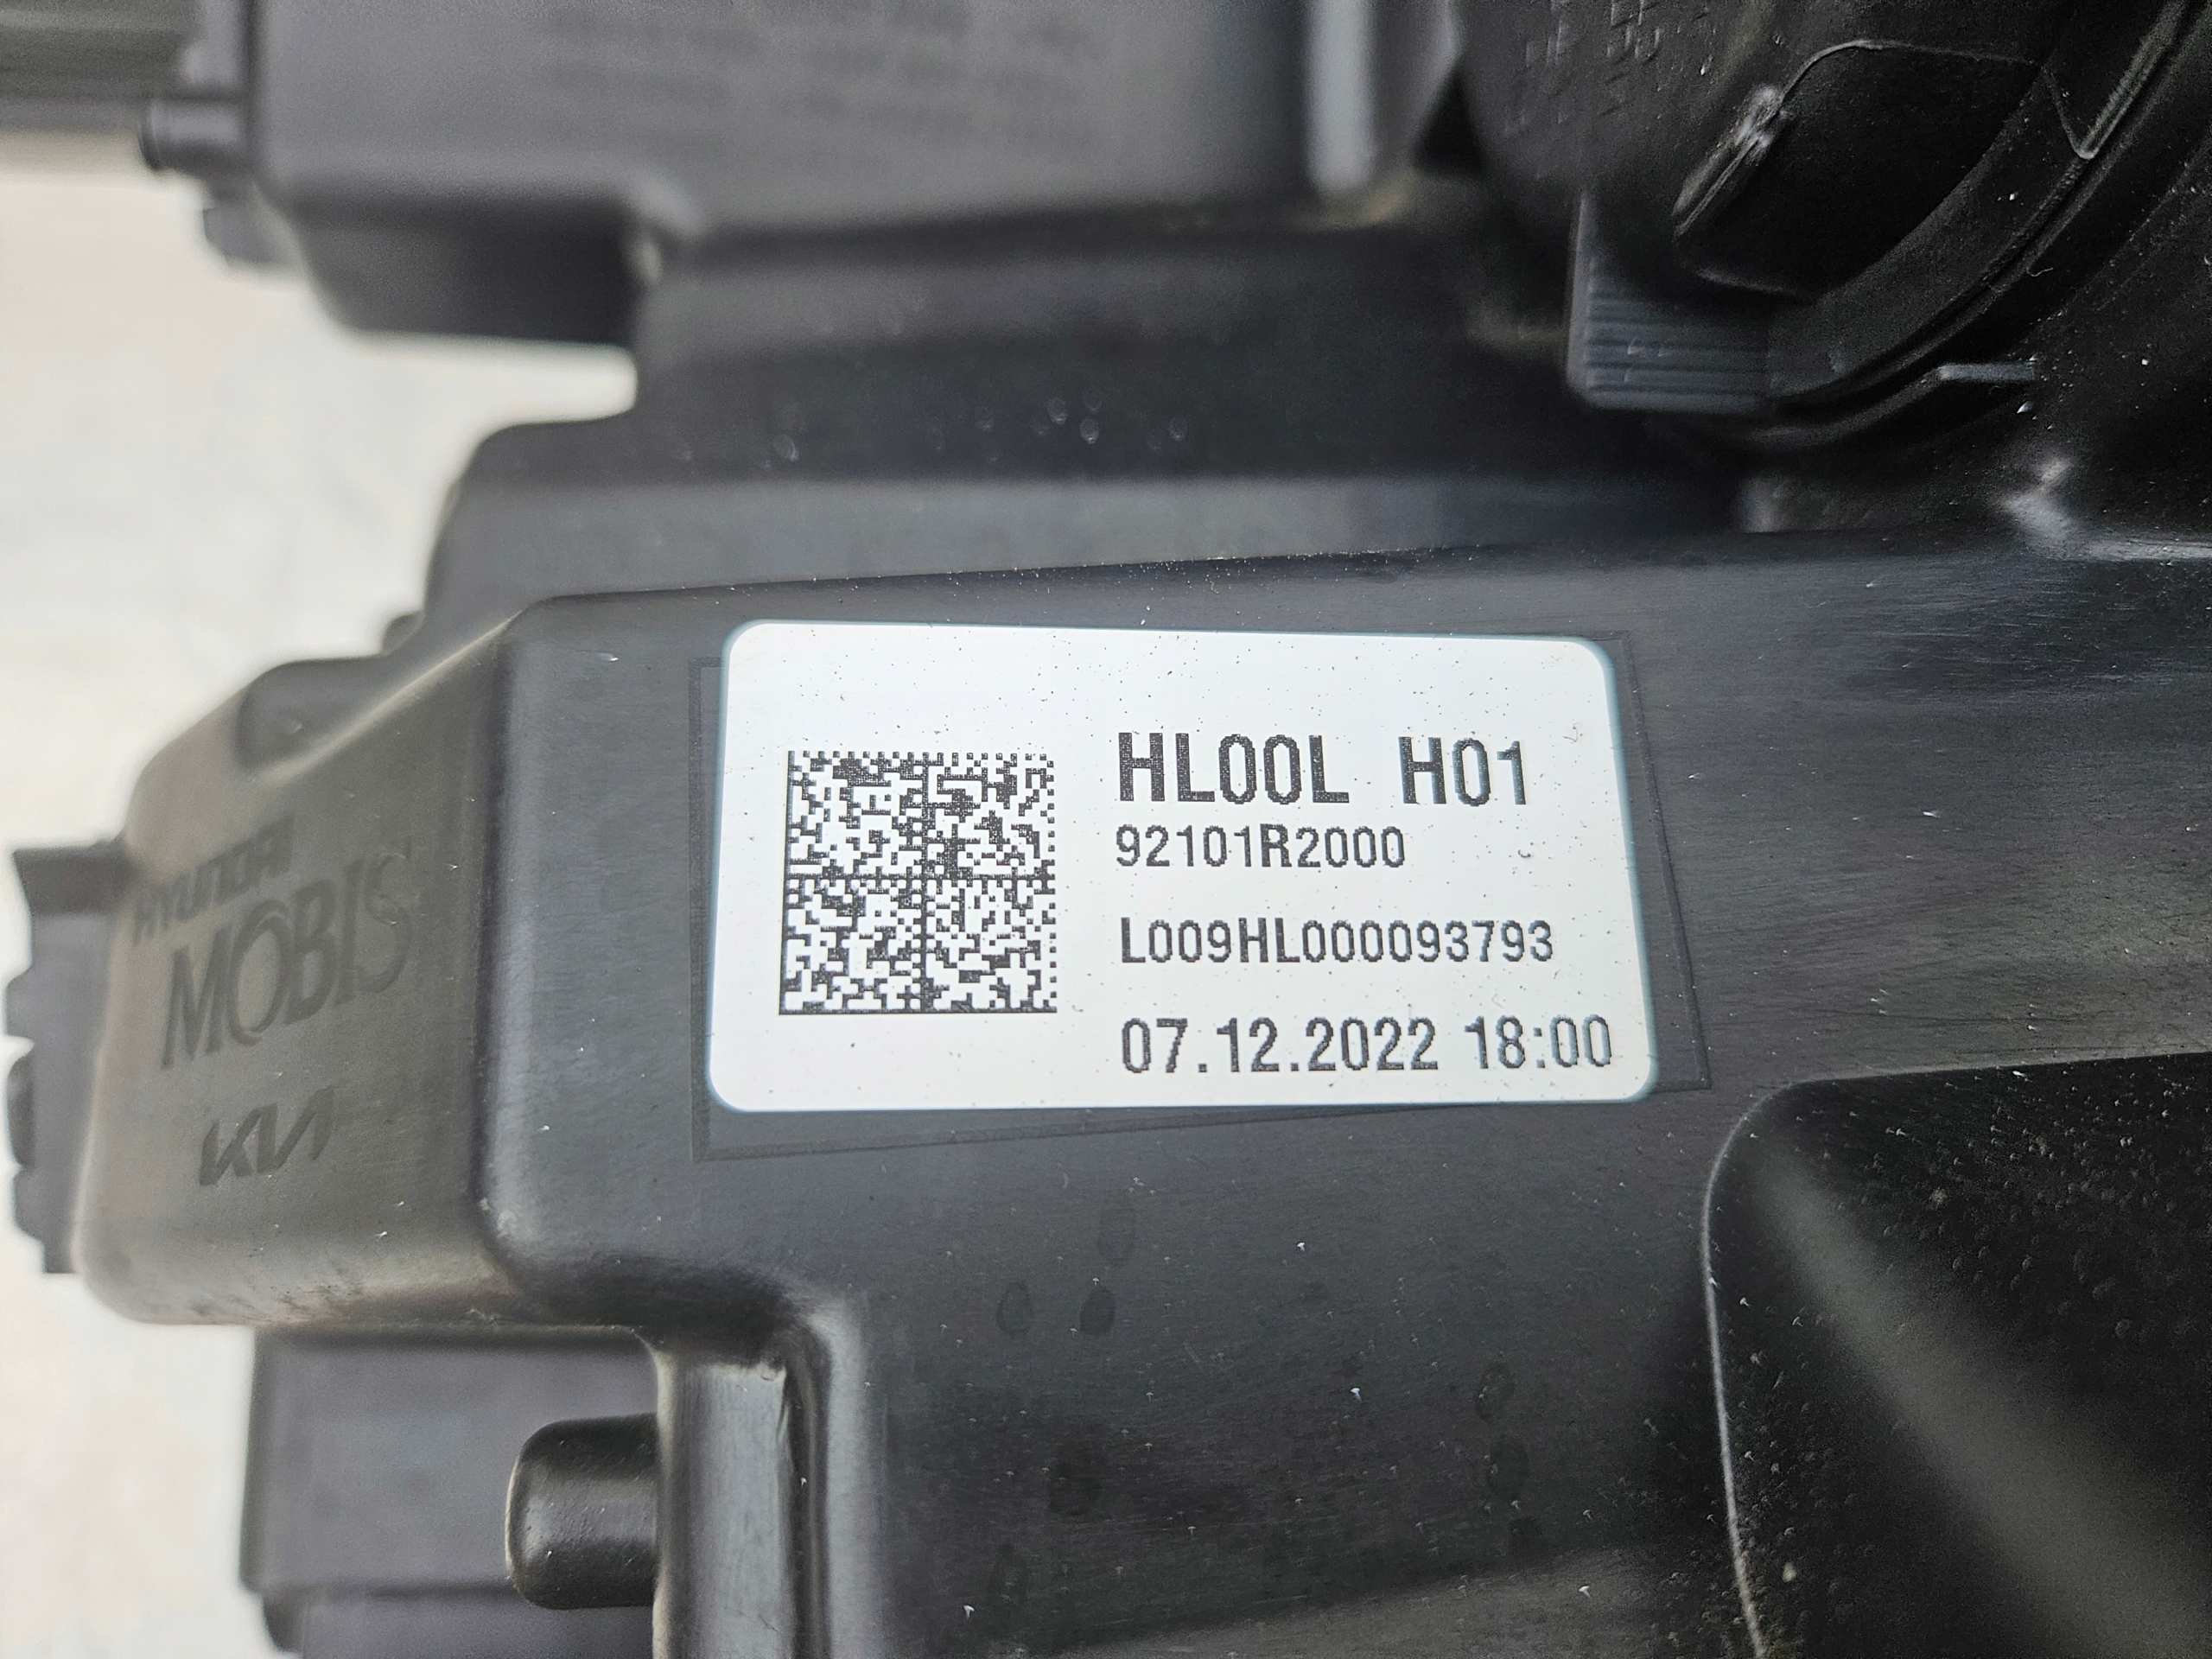 HL00L H01
92101R2000
L009HL000093793
07.12.2022 18:00
HYUNDAI
MOBIS
KIA